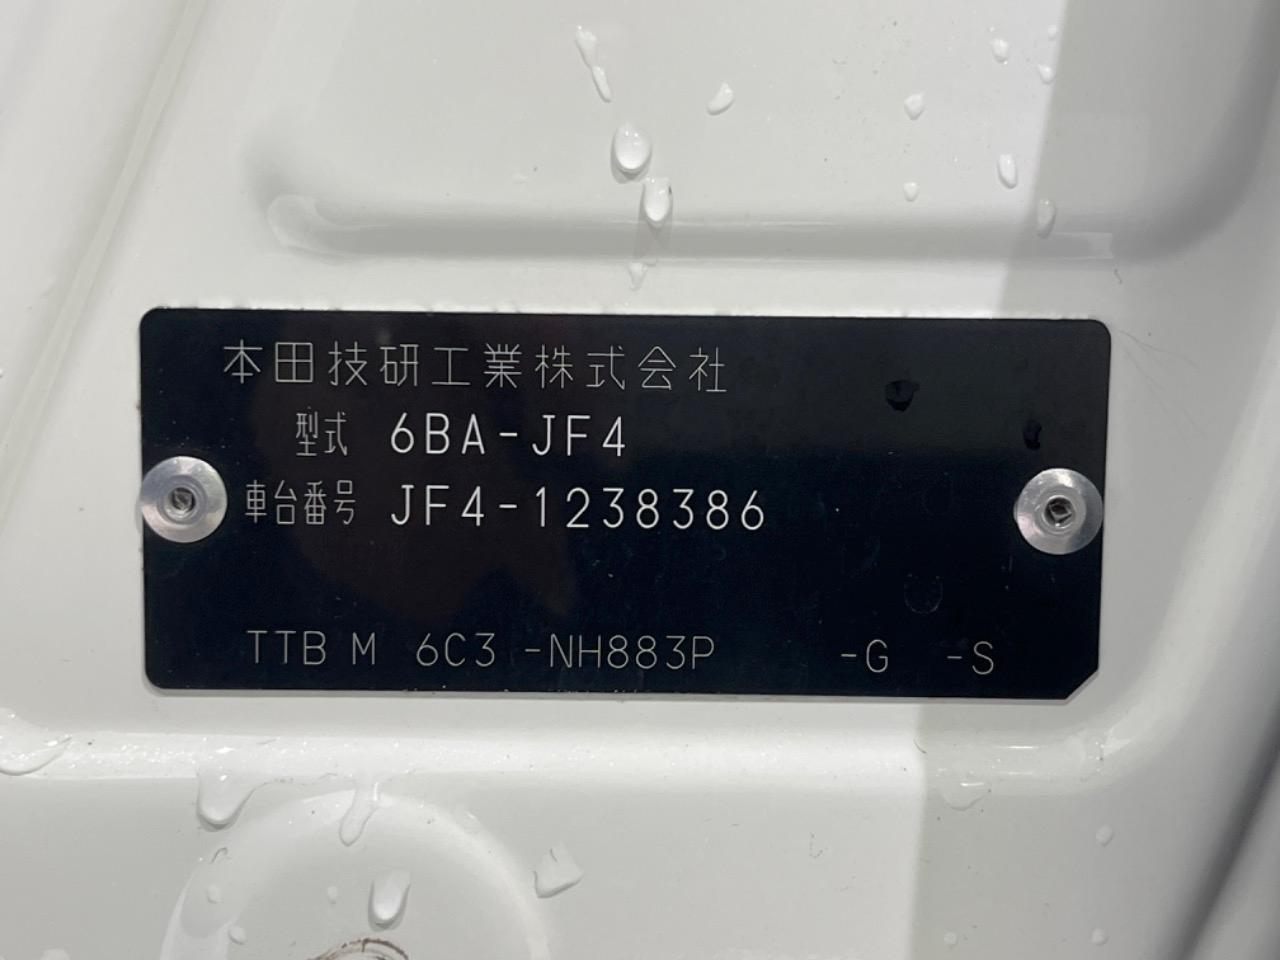 本田技研工業株式会社
型式 6BA-JF4
車台番号 JF4-1238386
TTB M 6C3 -NH883P -G -S